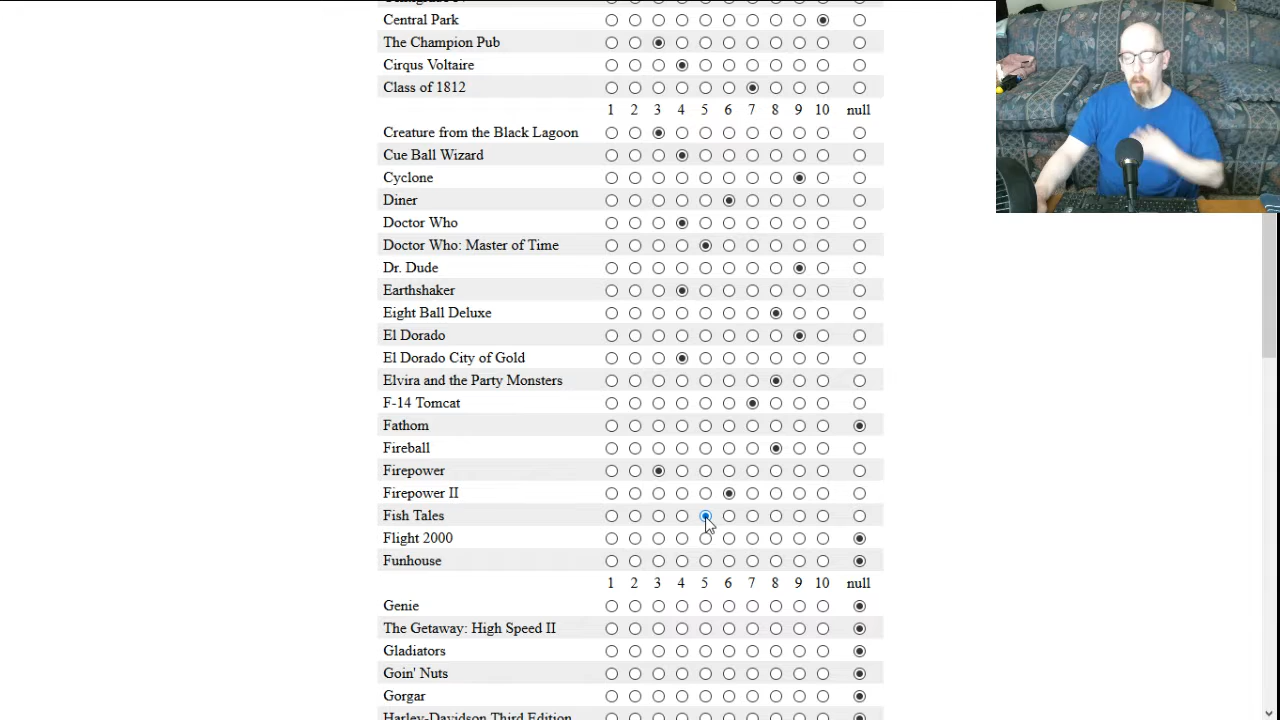 Central Park
The Champion Pub
Cirqus Voltaire
Class of 1812
1 2 3 4 5 6 7 8 9 10 null
Creature from the Black Lagoon
Cue Ball Wizard
Cyclone
Diner
Doctor Who
Doctor Who: Master of Time
Dr. Dude
Earthshaker
Eight Ball Deluxe
El Dorado
El Dorado City of Gold
Elvira and the Party Monsters
F-14 Tomcat
Fathom
Fireball
Firepower
Firepower II
Fish Tales
Flight 2000
Funhouse
1 2 3 4 5 6 7 8 9 10 null
Genie
The Getaway: High Speed II
Gladiators
Goin' Nuts
Gorgar
Harley-Davidson Third Edition